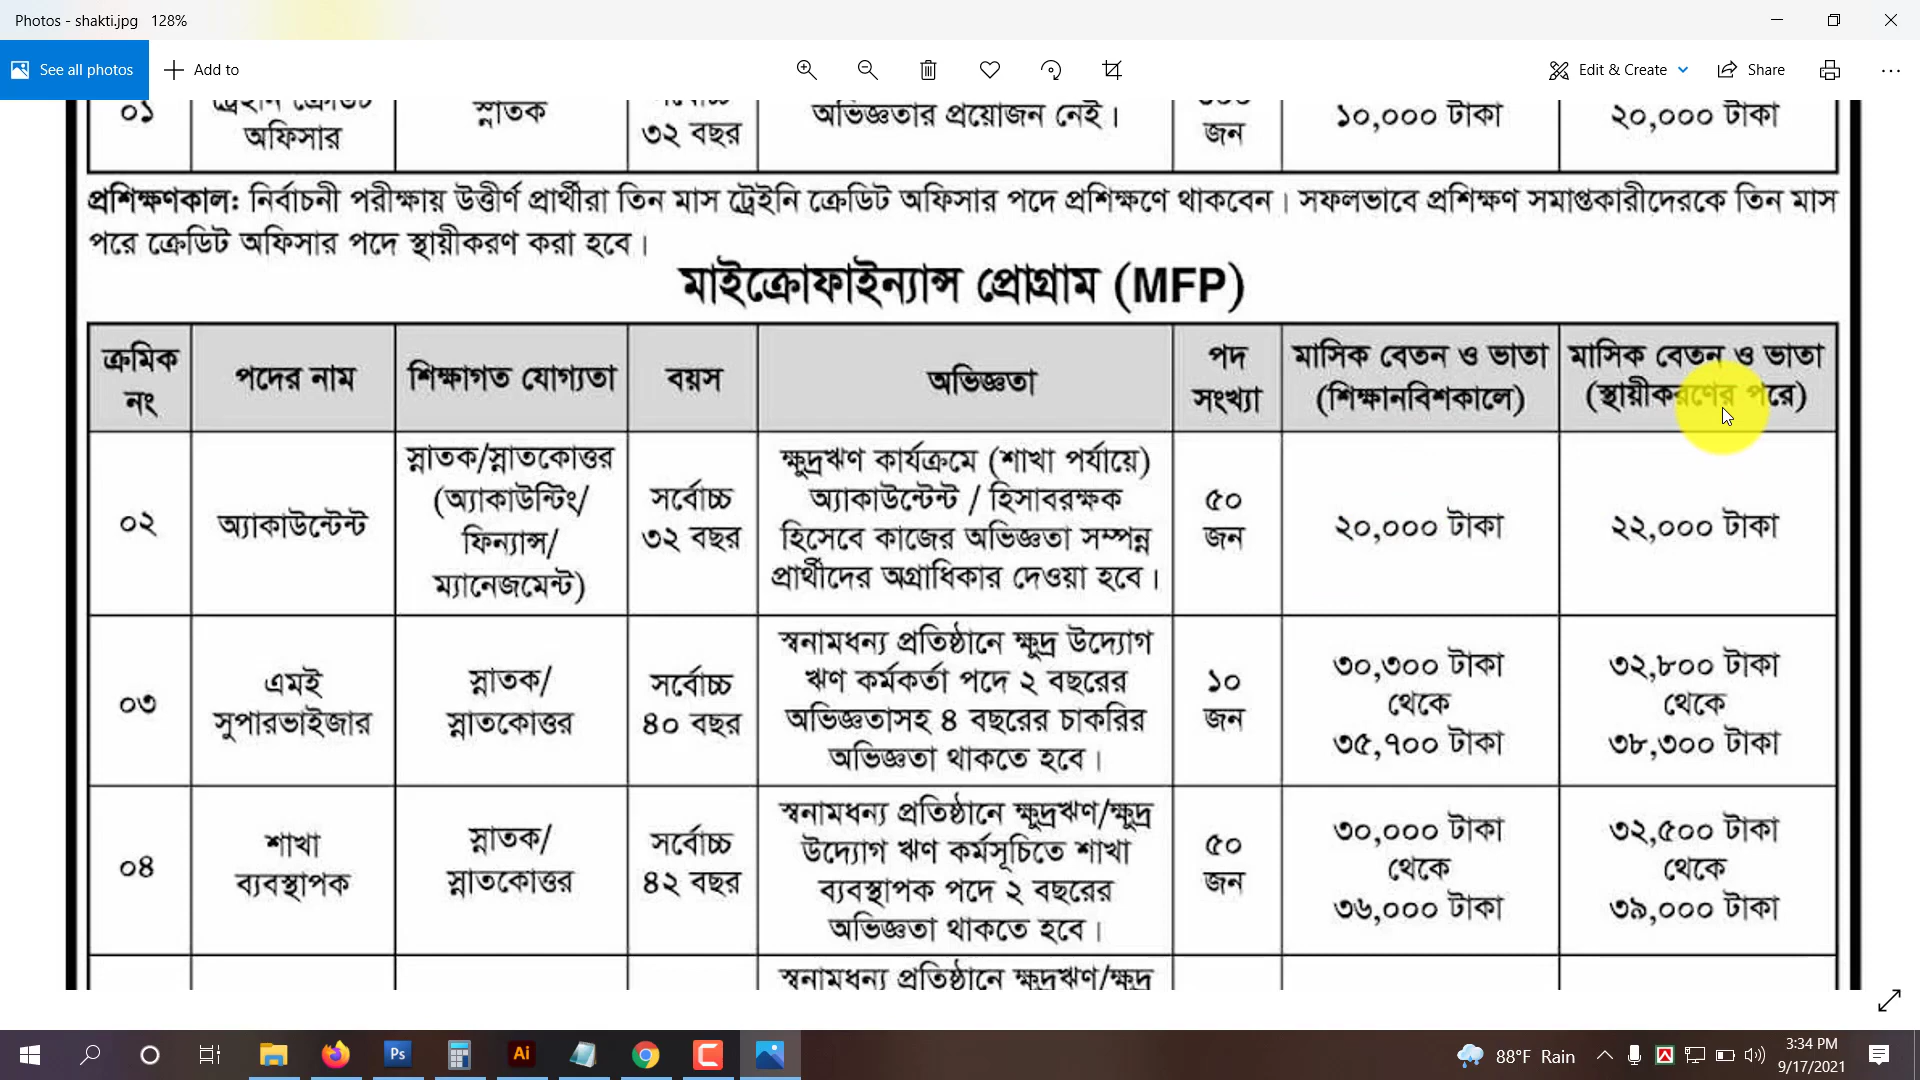 Photos - shakti.jpg 128%
See all photos
Add to
Edit & Create
Share
০১
ট্রেইনি ক্রেডিট
অফিসার
স্নাতক
সর্বোচ্চ
৩২ বছর
অভিজ্ঞতার প্রয়োজন নেই।
জন
১০,০০০ টাকা
২০,০০০ টাকা
প্রশিক্ষণকাল: নির্বাচনী পরীক্ষায় উত্তীর্ণ প্রার্থীরা তিন মাস ট্রেইনি ক্রেডিট অফিসার পদে প্রশিক্ষণে থাকবেন। সফলভাবে প্রশিক্ষণ সমাপ্তকারীদেরকে তিন মাস
পরে ক্রেডিট অফিসার পদে স্থায়ীকরণ করা হবে।
মাইক্রোফাইন্যান্স প্রোগ্রাম (MFP)
ক্রমিক
নং
পদের নাম
শিক্ষাগত যোগ্যতা
বয়স
অভিজ্ঞতা
পদ
সংখ্যা
মাসিক বেতন ও ভাতা
(শিক্ষানবিশকালে)
মাসিক বেতন ও ভাতা
(স্থায়ীকরণের পরে)
০২
অ্যাকাউন্টেন্ট
স্নাতক/স্নাতকোত্তর
(অ্যাকাউন্টিং/
ফিন্যান্স/
ম্যানেজমেন্ট)
সর্বোচ্চ
৩২ বছর
ক্ষুদ্রঋণ কার্যক্রমে (শাখা পর্যায়ে)
অ্যাকাউন্টেন্ট / হিসাবরক্ষক
হিসেবে কাজের অভিজ্ঞতা সম্পন্ন
প্রার্থীদের অগ্রাধিকার দেওয়া হবে।
৫০
জন
২০,০০০ টাকা
২২,০০০ টাকা
০৩
এমই
সুপারভাইজার
স্নাতক/
স্নাতকোত্তর
সর্বোচ্চ
৪০ বছর
স্বনামধন্য প্রতিষ্ঠানে ক্ষুদ্র উদ্যোগ
ঋণ কর্মকর্তা পদে ২ বছরের
অভিজ্ঞতাসহ ৪ বছরের চাকরির
অভিজ্ঞতা থাকতে হবে।
১০
জন
৩০,৩০০ টাকা
থেকে
৩৫,৭০০ টাকা
৩২,৮০০ টাকা
থেকে
৩৮,৩০০ টাকা
০৪
শাখা
ব্যবস্থাপক
স্নাতক/
স্নাতকোত্তর
সর্বোচ্চ
৪২ বছর
স্বনামধন্য প্রতিষ্ঠানে ক্ষুদ্রঋণ/ক্ষুদ্র
উদ্যোগ ঋণ কর্মসূচিতে শাখা
ব্যবস্থাপক পদে ২ বছরের
অভিজ্ঞতা থাকতে হবে।
৫০
জন
৩০,০০০ টাকা
থেকে
৩৬,০০০ টাকা
৩২,৫০০ টাকা
থেকে
৩৯,০০০ টাকা
স্বনামধন্য প্রতিষ্ঠানে ক্ষুদ্রঋণ/ক্ষুদ্র
Ps
Ai
88°F Rain
3:34 PM
9/17/2021